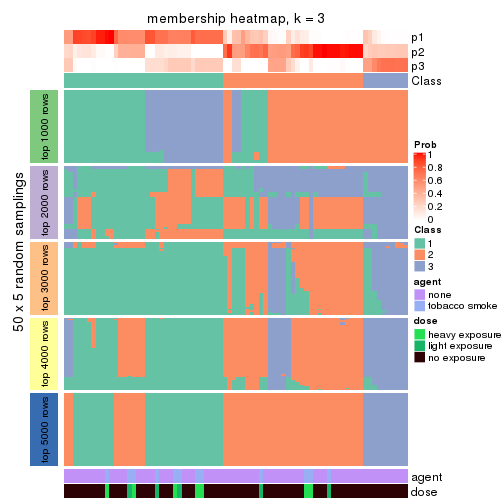 membership heatmap, k = 3
p1
p2
p3
Class
50 x 5 random samplings
top 1000 rows
top 2000 rows
top 3000 rows
top 4000 rows
top 5000 rows
Prob
1
0.8
0.6
0.4
0.2
0
Class
1
2
3
agent
none
tobacco smoke
dose
heavy exposure
light exposure
no exposure
agent
dose